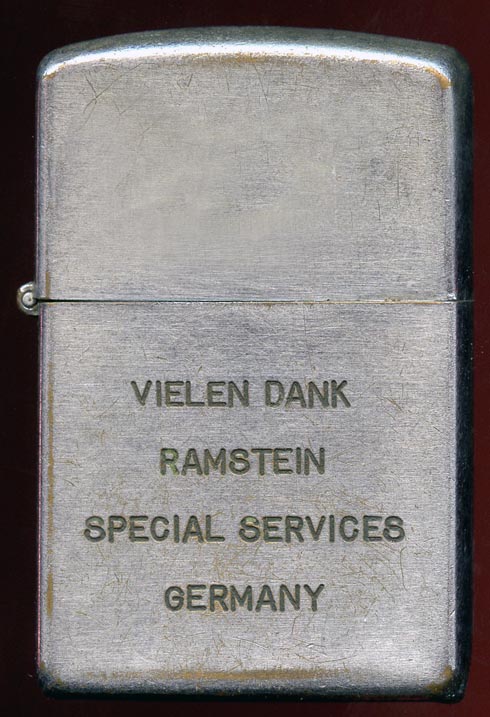 VIELEN DANK
RAMSTEIN
SPECIAL SERVICES
GERMANY